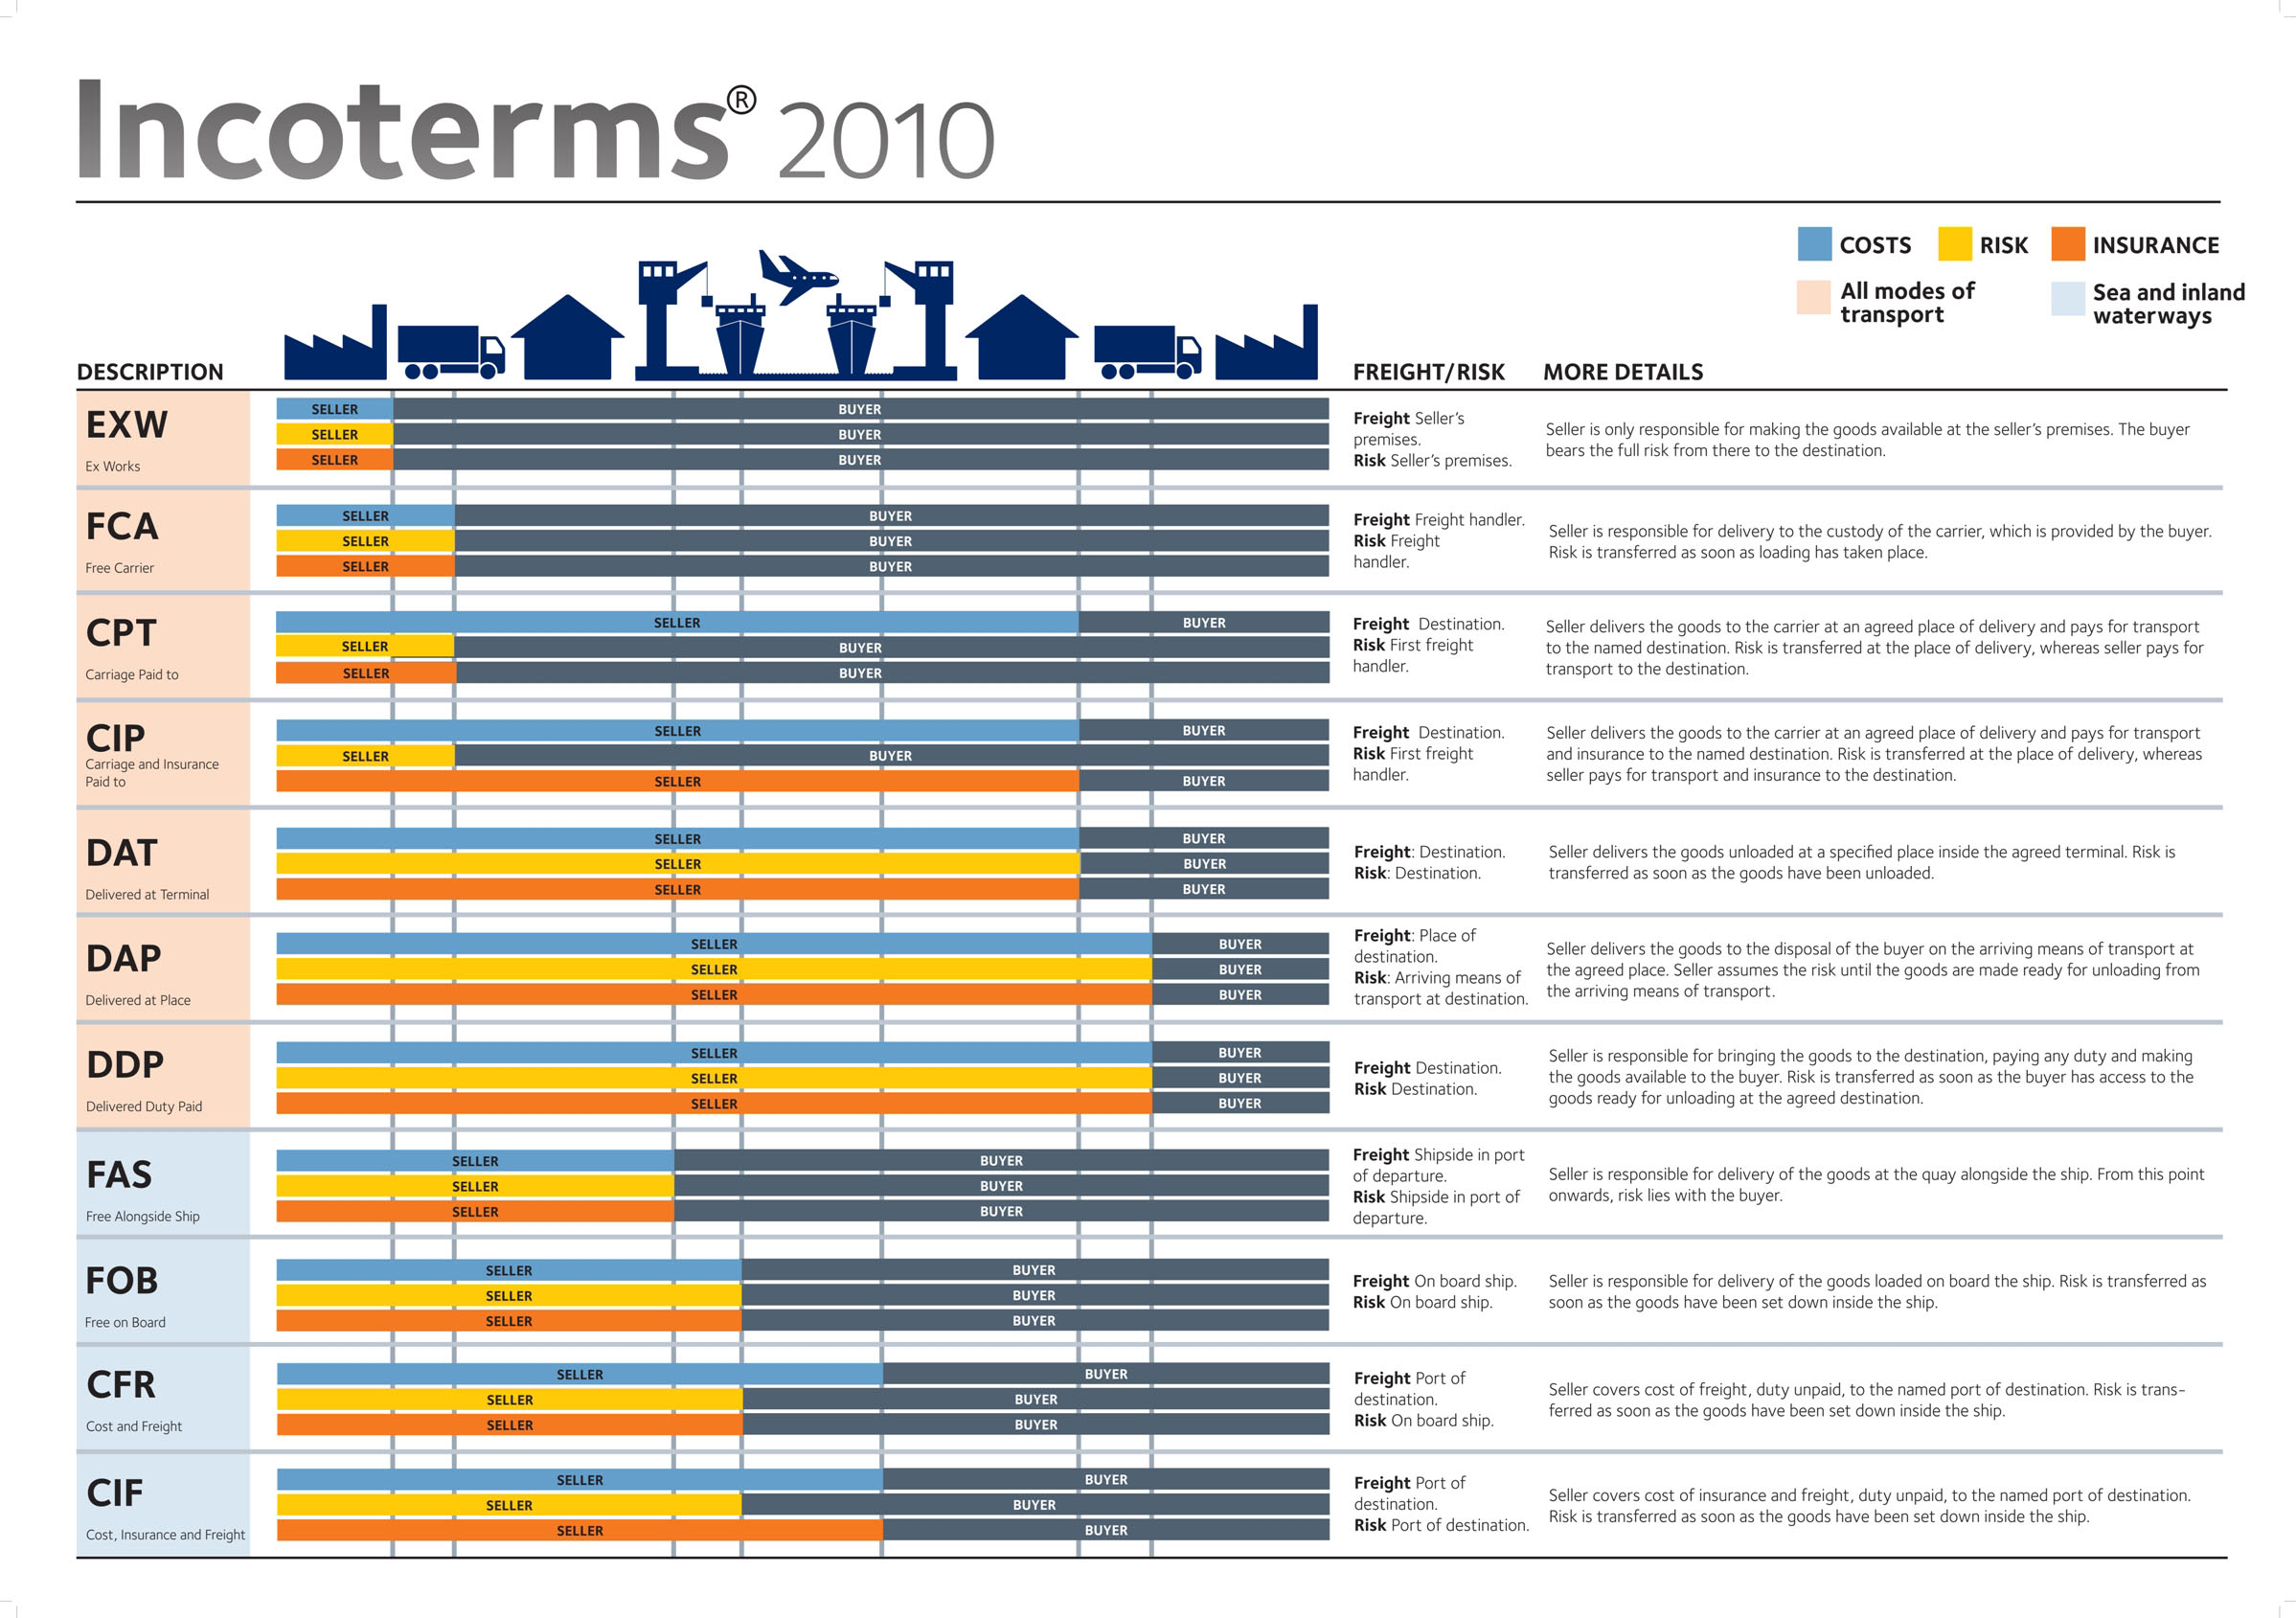 Incoterms® 2010
COSTS
RISK
INSURANCE
All modes of
transport
Sea and inland
waterways
DESCRIPTION
FREIGHT/RISK
MORE DETAILS
EXW
Ex Works
SELLER BUYER
SELLER BUYER
SELLER BUYER
Freight Seller's
premises.
Risk Seller's premises.
Seller is only responsible for making the goods available at the seller's premises. The buyer
bears the full risk from there to the destination.
FCA
Free Carrier
SELLER BUYER
SELLER BUYER
SELLER BUYER
Freight Freight handler.
Risk Freight
handler.
Seller is responsible for delivery to the custody of the carrier, which is provided by the buyer.
Risk is transferred as soon as loading has taken place.
CPT
Carriage Paid to
SELLER BUYER
SELLER BUYER
SELLER BUYER
Freight Destination.
Risk First freight
handler.
Seller delivers the goods to the carrier at an agreed place of delivery and pays for transport
to the named destination. Risk is transferred at the place of delivery, whereas seller pays for
transport to the destination.
CIP
Carriage and Insurance
Paid to
SELLER BUYER
SELLER BUYER
SELLER BUYER
Freight Destination.
Risk First freight
handler.
Seller delivers the goods to the carrier at an agreed place of delivery and pays for transport
and insurance to the named destination. Risk is transferred at the place of delivery, whereas
seller pays for transport and insurance to the destination.
DAT
Delivered at Terminal
SELLER BUYER
SELLER BUYER
SELLER BUYER
Freight: Destination.
Risk: Destination.
Seller delivers the goods unloaded at a specified place inside the agreed terminal. Risk is
transferred as soon as the goods have been unloaded.
DAP
Delivered at Place
SELLER BUYER
SELLER BUYER
SELLER BUYER
Freight: Place of
destination.
Risk: Arriving means of
transport at destination.
Seller delivers the goods to the disposal of the buyer on the arriving means of transport at
the agreed place. Seller assumes the risk until the goods are made ready for unloading from
the arriving means of transport.
DDP
Delivered Duty Paid
SELLER BUYER
SELLER BUYER
SELLER BUYER
Freight Destination.
Risk Destination.
Seller is responsible for bringing the goods to the destination, paying any duty and making
the goods available to the buyer. Risk is transferred as soon as the buyer has access to the
goods ready for unloading at the agreed destination.
FAS
Free Alongside Ship
SELLER BUYER
SELLER BUYER
SELLER BUYER
Freight Shipside in port
of departure.
Risk Shipside in port of
departure.
Seller is responsible for delivery of the goods at the quay alongside the ship. From this point
onwards, risk lies with the buyer.
FOB
Free on Board
SELLER BUYER
SELLER BUYER
SELLER BUYER
Freight On board ship.
Risk On board ship.
Seller is responsible for delivery of the goods loaded on board the ship. Risk is transferred as
soon as the goods have been set down inside the ship.
CFR
Cost and Freight
SELLER BUYER
SELLER BUYER
SELLER BUYER
Freight Port of
destination.
Risk On board ship.
Seller covers cost of freight, duty unpaid, to the named port of destination. Risk is trans-
ferred as soon as the goods have been set down inside the ship.
CIF
Cost, Insurance and Freight
SELLER BUYER
SELLER BUYER
SELLER BUYER
Freight Port of
destination.
Risk Port of destination.
Seller covers cost of insurance and freight, duty unpaid, to the named port of destination.
Risk is transferred as soon as the goods have been set down inside the ship.